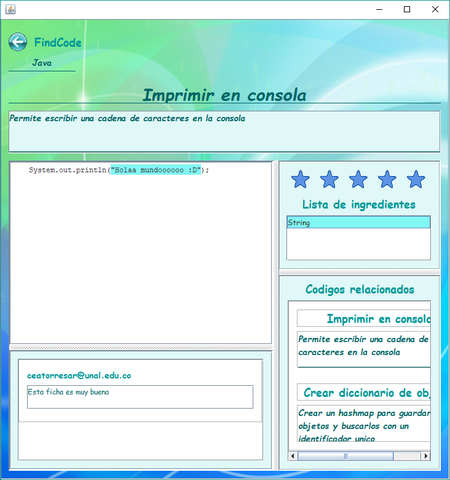 FindCode
Java
Imprimir en consola
Permite escribir una cadena de caracteres en la consola
System.out.println("Holaa mundoooooo :D");
Lista de ingredientes
String
Codigos relacionados
Imprimir en consola
Permite escribir una cadena de
caracteres en la consola
Crear diccionario de obj
Crear un hashmap para guardar
objetos y buscarlos con un
identificador unico
ceatorresar@unal.edu.co
Esta ficha es muy buena